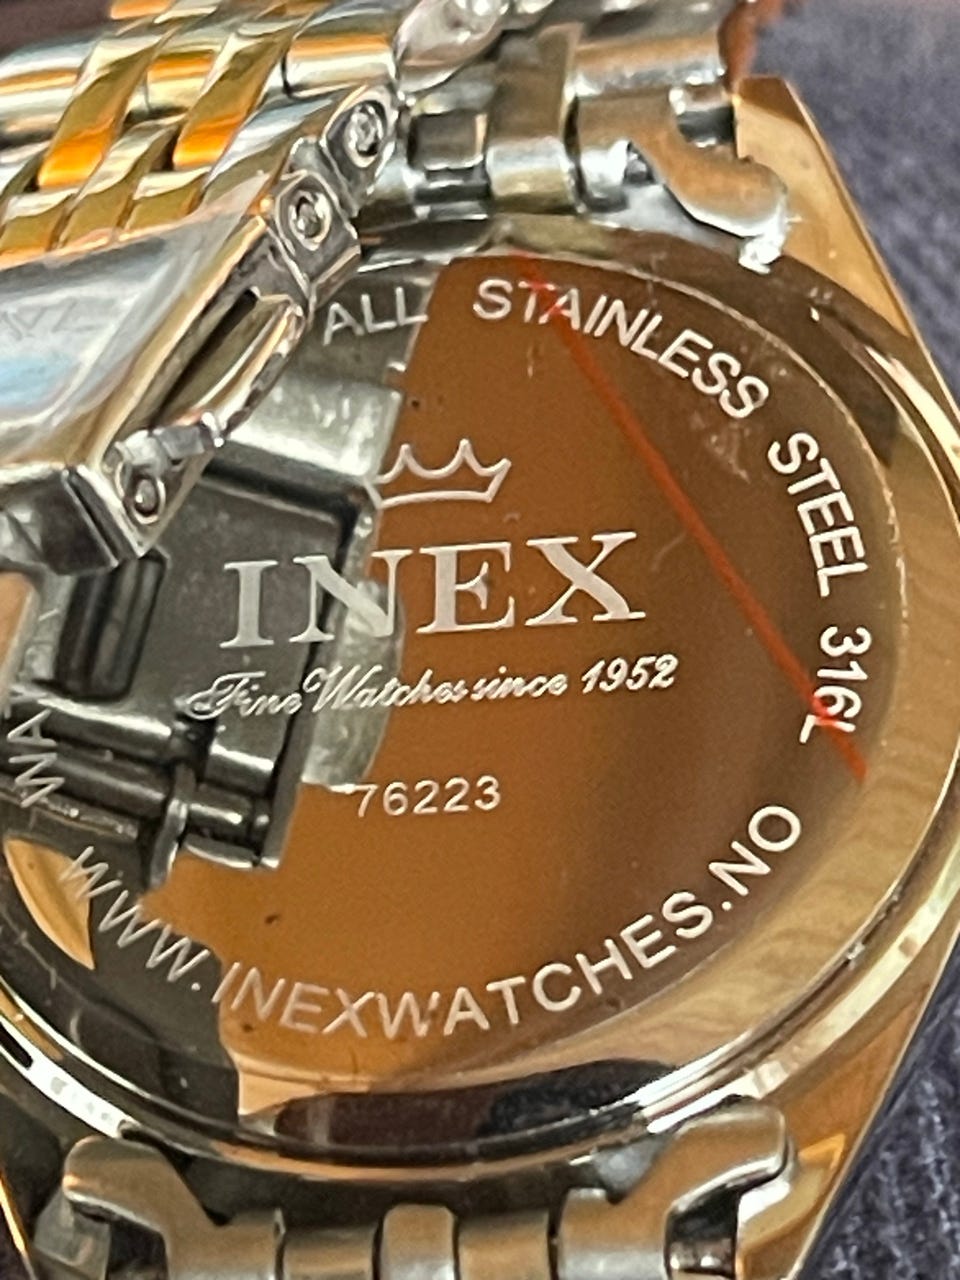 ALL STAINLESS STEEL 316L
INEX
Fine Watches since 1952
76223
WWW.INEXWATCHES.NO